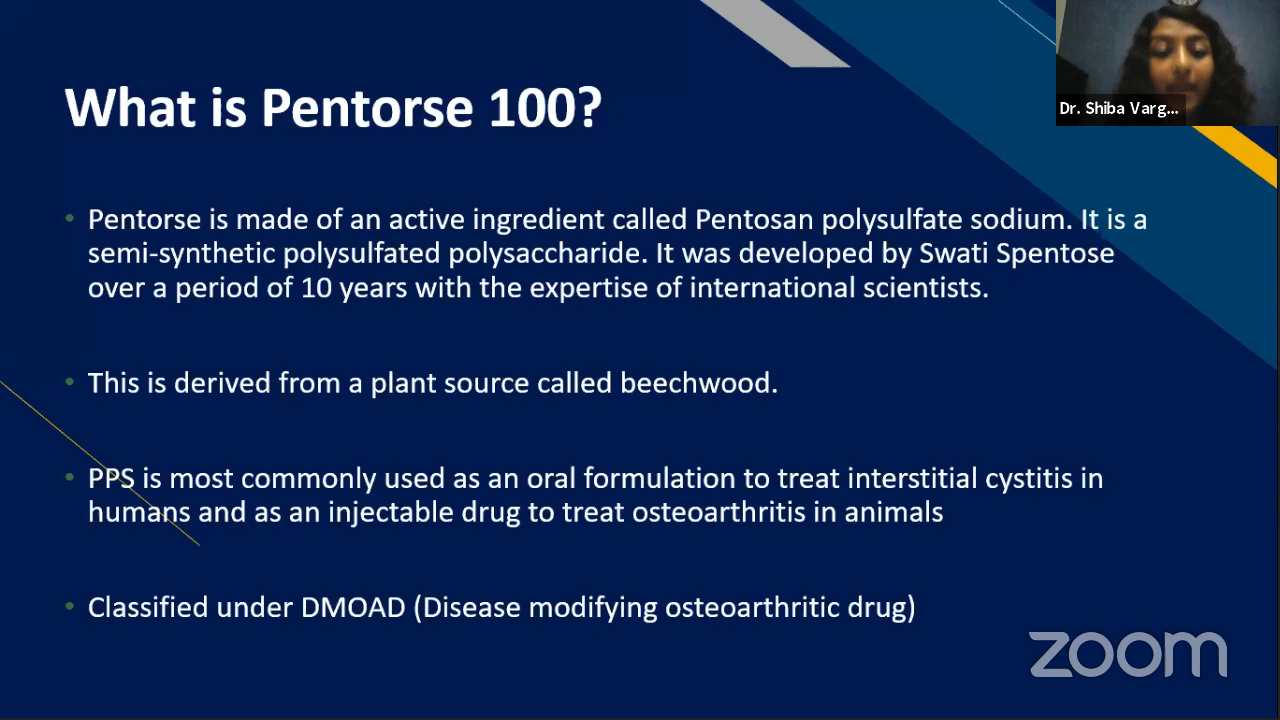 What is Pentorse 100?
Dr. Shiba Varg...
• Pentorse is made of an active ingredient called Pentosan polysulfate sodium. It is a
semi-synthetic polysulfated polysaccharide. It was developed by Swati Spentose
over a period of 10 years with the expertise of international scientists.
• This is derived from a plant source called beechwood.
• PPS is most commonly used as an oral formulation to treat interstitial cystitis in
humans and as an injectable drug to treat osteoarthritis in animals
• Classified under DMOAD (Disease modifying osteoarthritic drug)
zoom